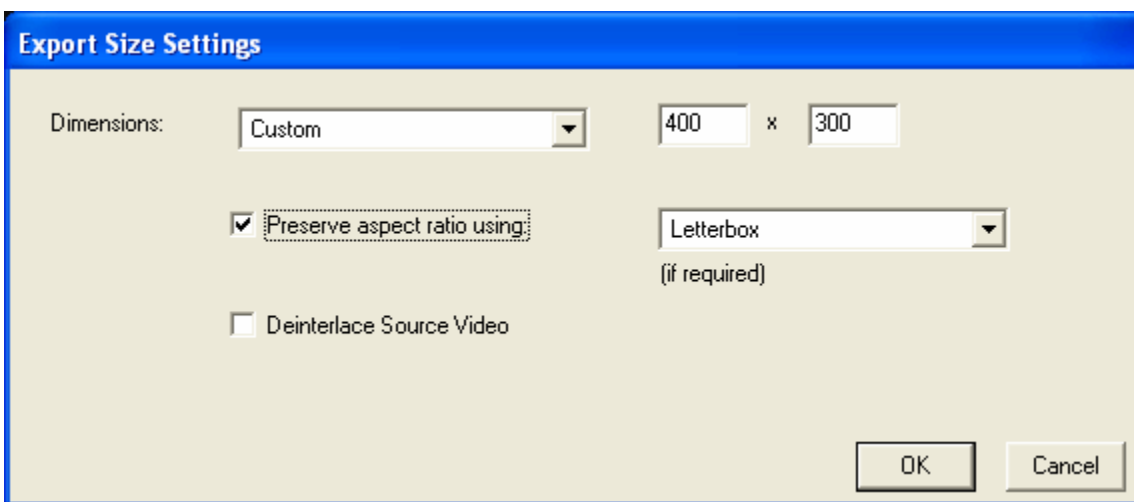 Export Size Settings
Dimensions: Custom 400 x 300
Preserve aspect ratio using: Letterbox
(if required)
Deinterlace Source Video
OK Cancel